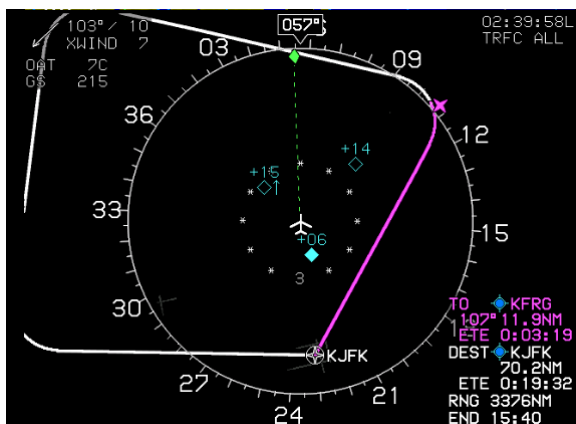 103°/ 10
XWIND 7
OAT 7C
GS 215
057°
02:39:58L
TRFC ALL
03
09
36
12
+15
+14
33
15
+06
3
30
TO KFRG
107° 11.9NM
ETE 0:03:19
KJFK
DEST KJFK
70.2NM
27
21
ETE 0:19:32
24
RNG 3376NM
END 15:40